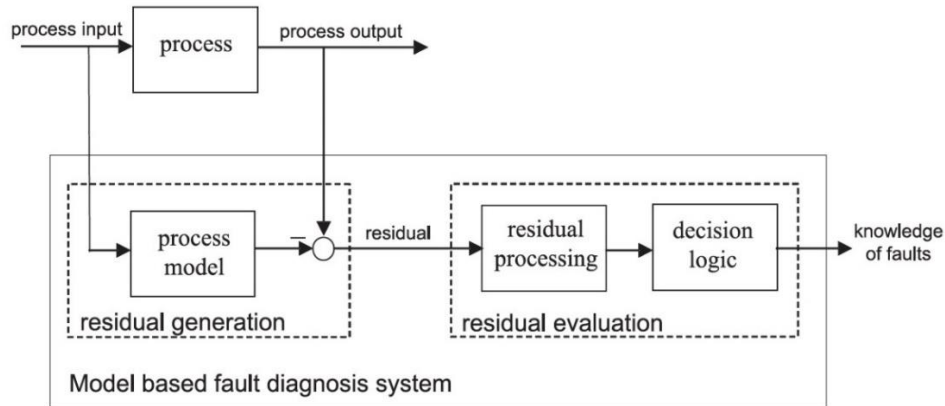 process input
process
process output
process
model
–
residual
residual
processing
decision
logic
knowledge
of faults
residual generation
residual evaluation
Model based fault diagnosis system